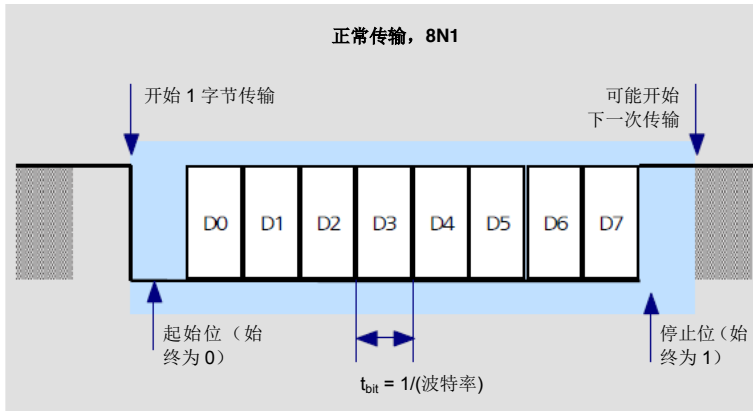 正常传输，8N1
开始 1 字节传输
可能开始
下一次传输
D0 D1 D2 D3 D4 D5 D6 D7
起始位（始
终为 0）
停止位（始
终为 1）
tbit = 1/(波特率)